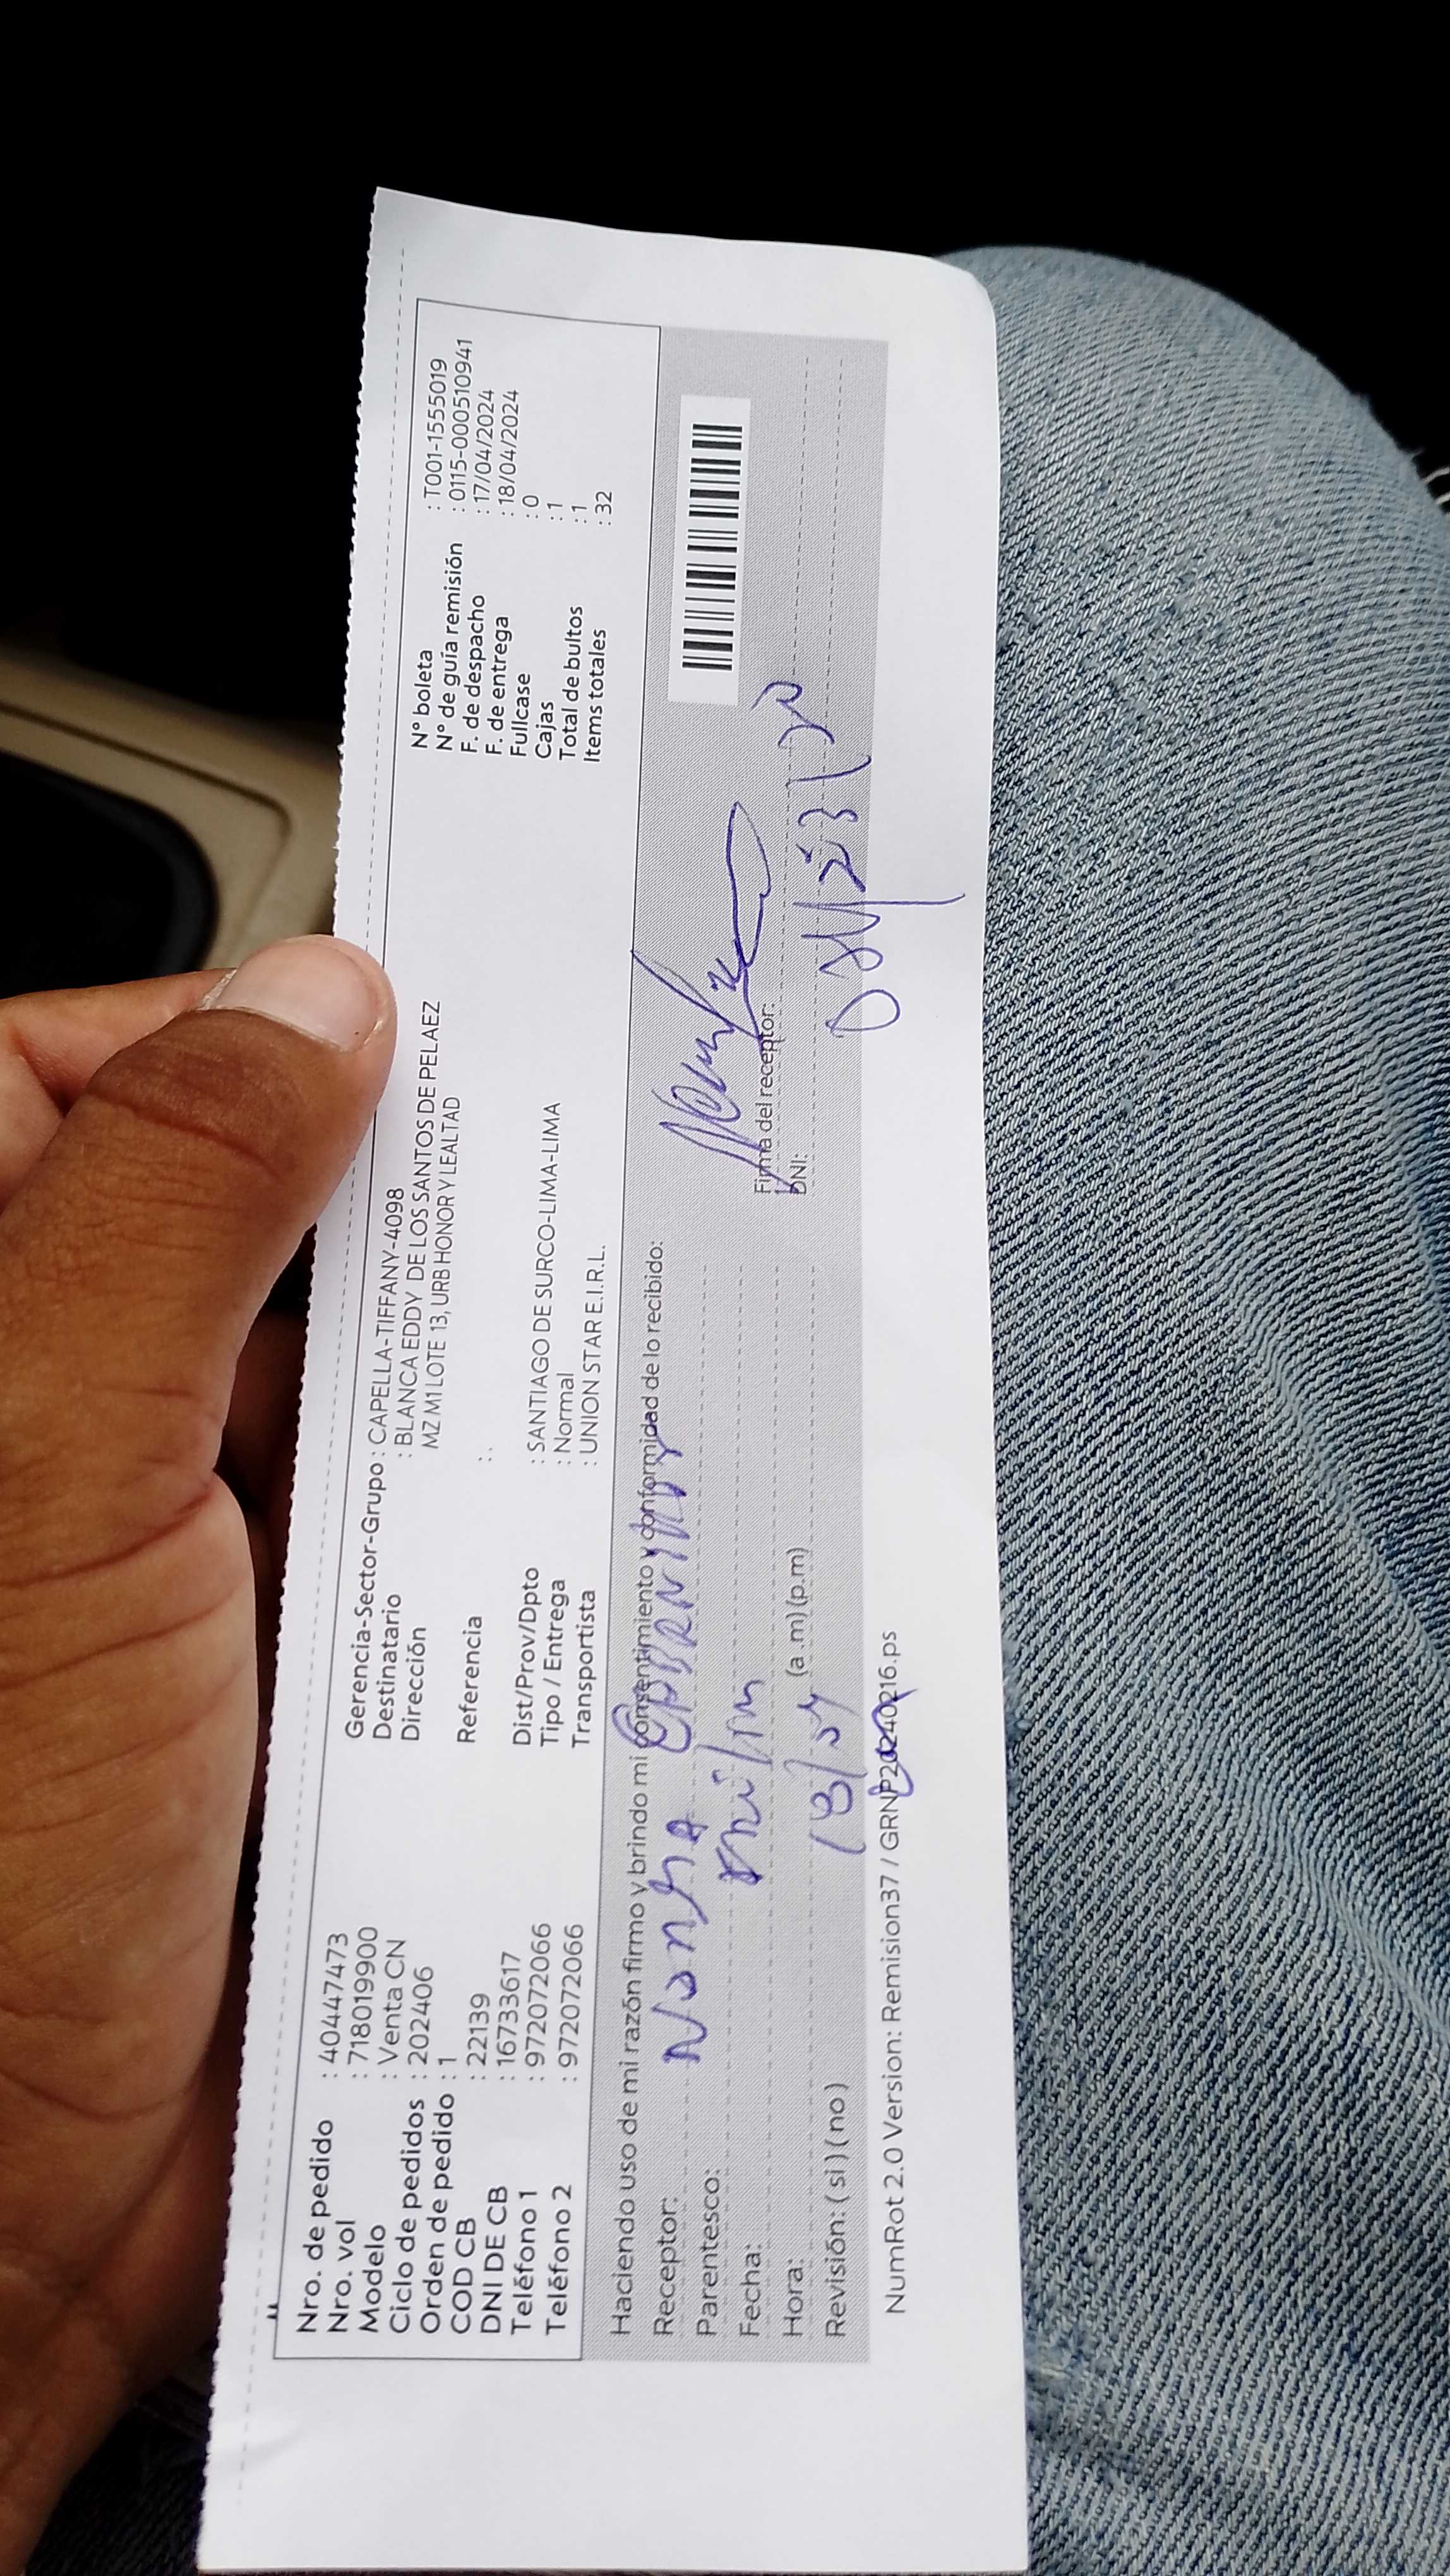 Nro. de pedido : 404447473
Nro. vol : 718019900
Modelo : Venta CN
Ciclo de pedidos : 202406
Orden de pedido : 1
COD CB : 22139
DNI DE CB : 16733617
Teléfono 1 : 972072066
Teléfono 2 : 972072066
Gerencia-Sector-Grupo : CAPELLA-TIFFANY-4098
Destinatario : BLANCA EDDY DE LOS SANTOS DE PELAEZ
Dirección MZ M1 LOTE 13, URB HONOR Y LEALTAD
Referencia : .
Dist/Prov/Dpto : SANTIAGO DE SURCO-LIMA-LIMA
Tipo / Entrega : Normal
Transportista : UNION STAR E.I.R.L.
N° boleta : T001-1555019
N° de guía remisión : 0115-000510941
F. de despacho : 17/04/2024
F. de entrega : 18/04/2024
Fullcase : 0
Cajas : 1
Total de bultos : 1
Items totales : 32
Haciendo uso de mi razón firmo y brindo mi consentimiento y conformidad de lo recibido:
Receptor:
Parentesco:
Fecha:
Hora: (a .m) (p.m)
Revisión: ( si ) ( no )
Firma del receptor:
DNI:
NumRot 2.0 Version: Remision37 / GRNP20240216.ps